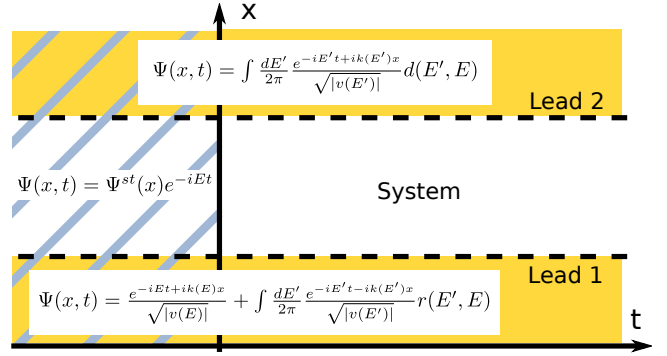 x
Ψ(x, t) = ∫ dE′/2π e^{−iE′t+ik(E′)x}/√|v(E′)| d(E′, E)
Lead 2
Ψ(x, t) = Ψ^{st}(x)e^{−iEt}
System
Lead 1
Ψ(x, t) = e^{−iEt+ik(E)x}/√|v(E)| + ∫ dE′/2π e^{−iE′t−ik(E′)x}/√|v(E′)| r(E′, E)
t